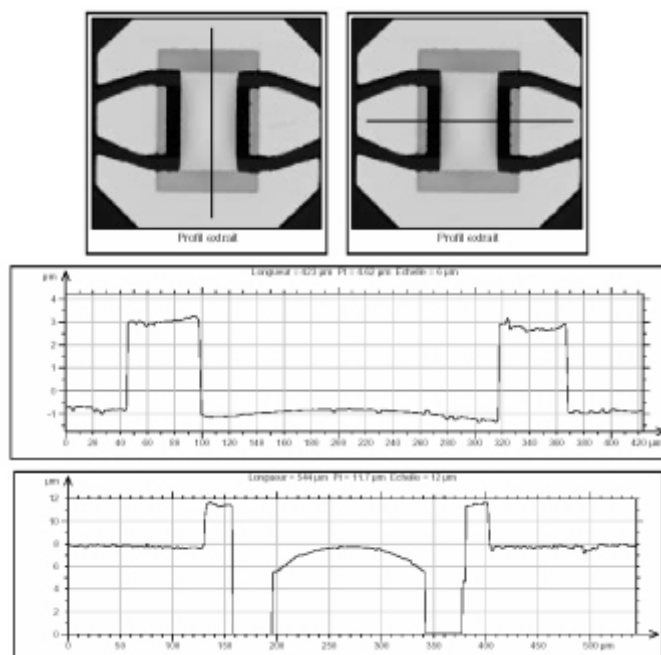 Profil extrait
Profil extrait
Longueur = 423 µm Pt = 4.62 µm Echelle = 6 µm
µm
4
3
2
1
0
-1
0 20 40 60 80 100 120 140 160 180 200 220 240 260 280 300 320 340 360 380 400 420 µm
Longueur = 544 µm Pt = 11.7 µm Echelle = 12 µm
µm
12
10
8
6
4
2
0
0 50 100 150 200 250 300 350 400 450 500 µm